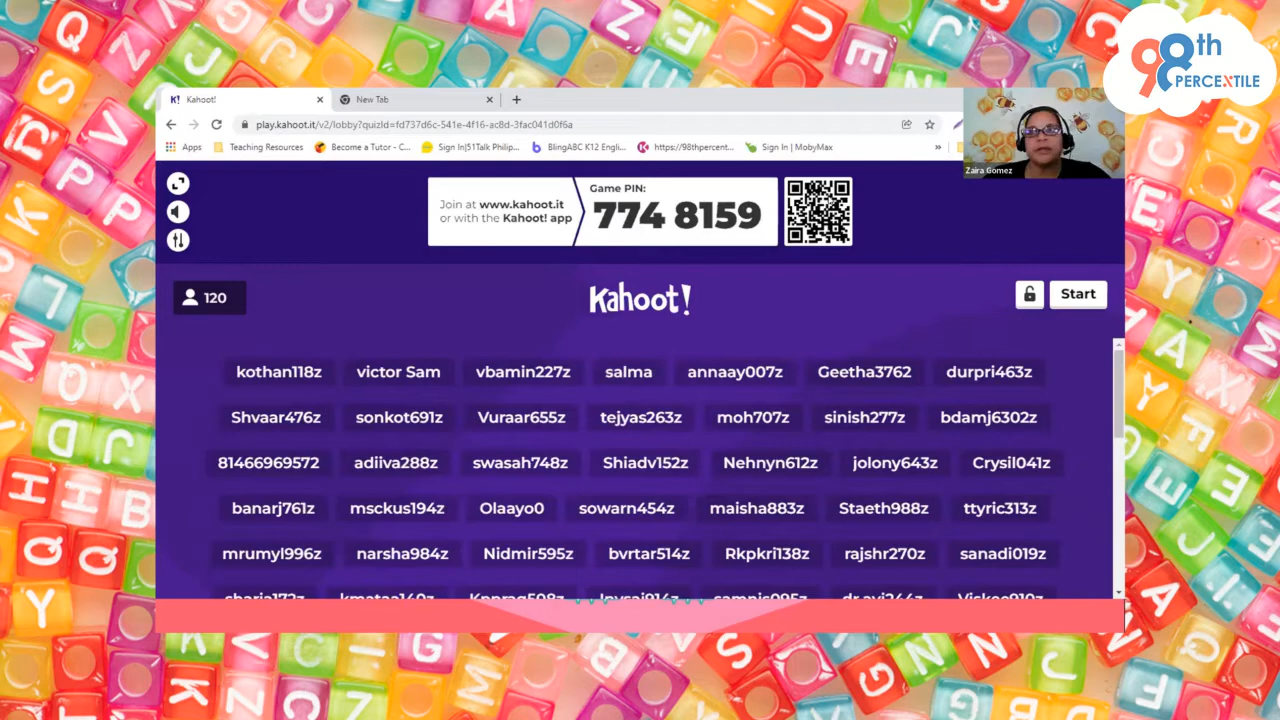 98th
PERCEXTILE
Kahoot!
New Tab
play.kahoot.it/v2/lobby?quizId=fd737d6c-541e-4f16-ac8d-3fac041d0f6a
Apps Teaching Resources Become a Tutor - C... Sign In|51Talk Philip... BlingABC K12 Engli... https://98thpercent... Sign In | MobyMax »
Zaira Gomez
Join at www.kahoot.it
or with the Kahoot! app
Game PIN:
774 8159
120
Kahoot!
Start
kothan118z victor Sam vbamin227z salma annaay007z Geetha3762 durpri463z
Shvaar476z sonkot691z Vuraar655z tejyas263z moh707z sinish277z bdamj6302z
81466969572 adiiva288z swasah748z Shiadv152z Nehnyn612z jolony643z Crysil041z
banarj761z msckus194z Olaayo0 sowarn454z maisha883z Staeth988z ttyric313z
mrumyl996z narsha984z Nidmir595z bvrtar514z Rkpkri138z rajshr270z sanadi019z